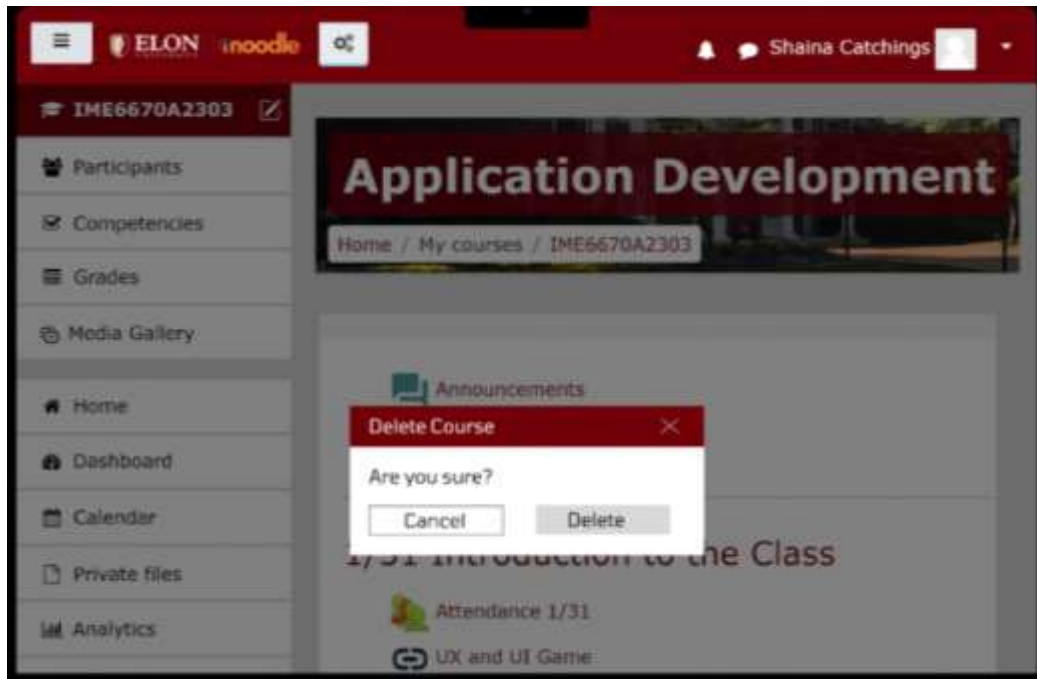 ELON moodle
Shaina Catchings
IME6670A2303
Participants
Competencies
Grades
Media Gallery
Home
Dashboard
Calendar
Private files
Analytics
Application Development
Home / My courses / IME6670A2303
Announcements
Delete Course
Are you sure?
Cancel Delete
1/31 Introduction to the Class
Attendance 1/31
UX and UI Game